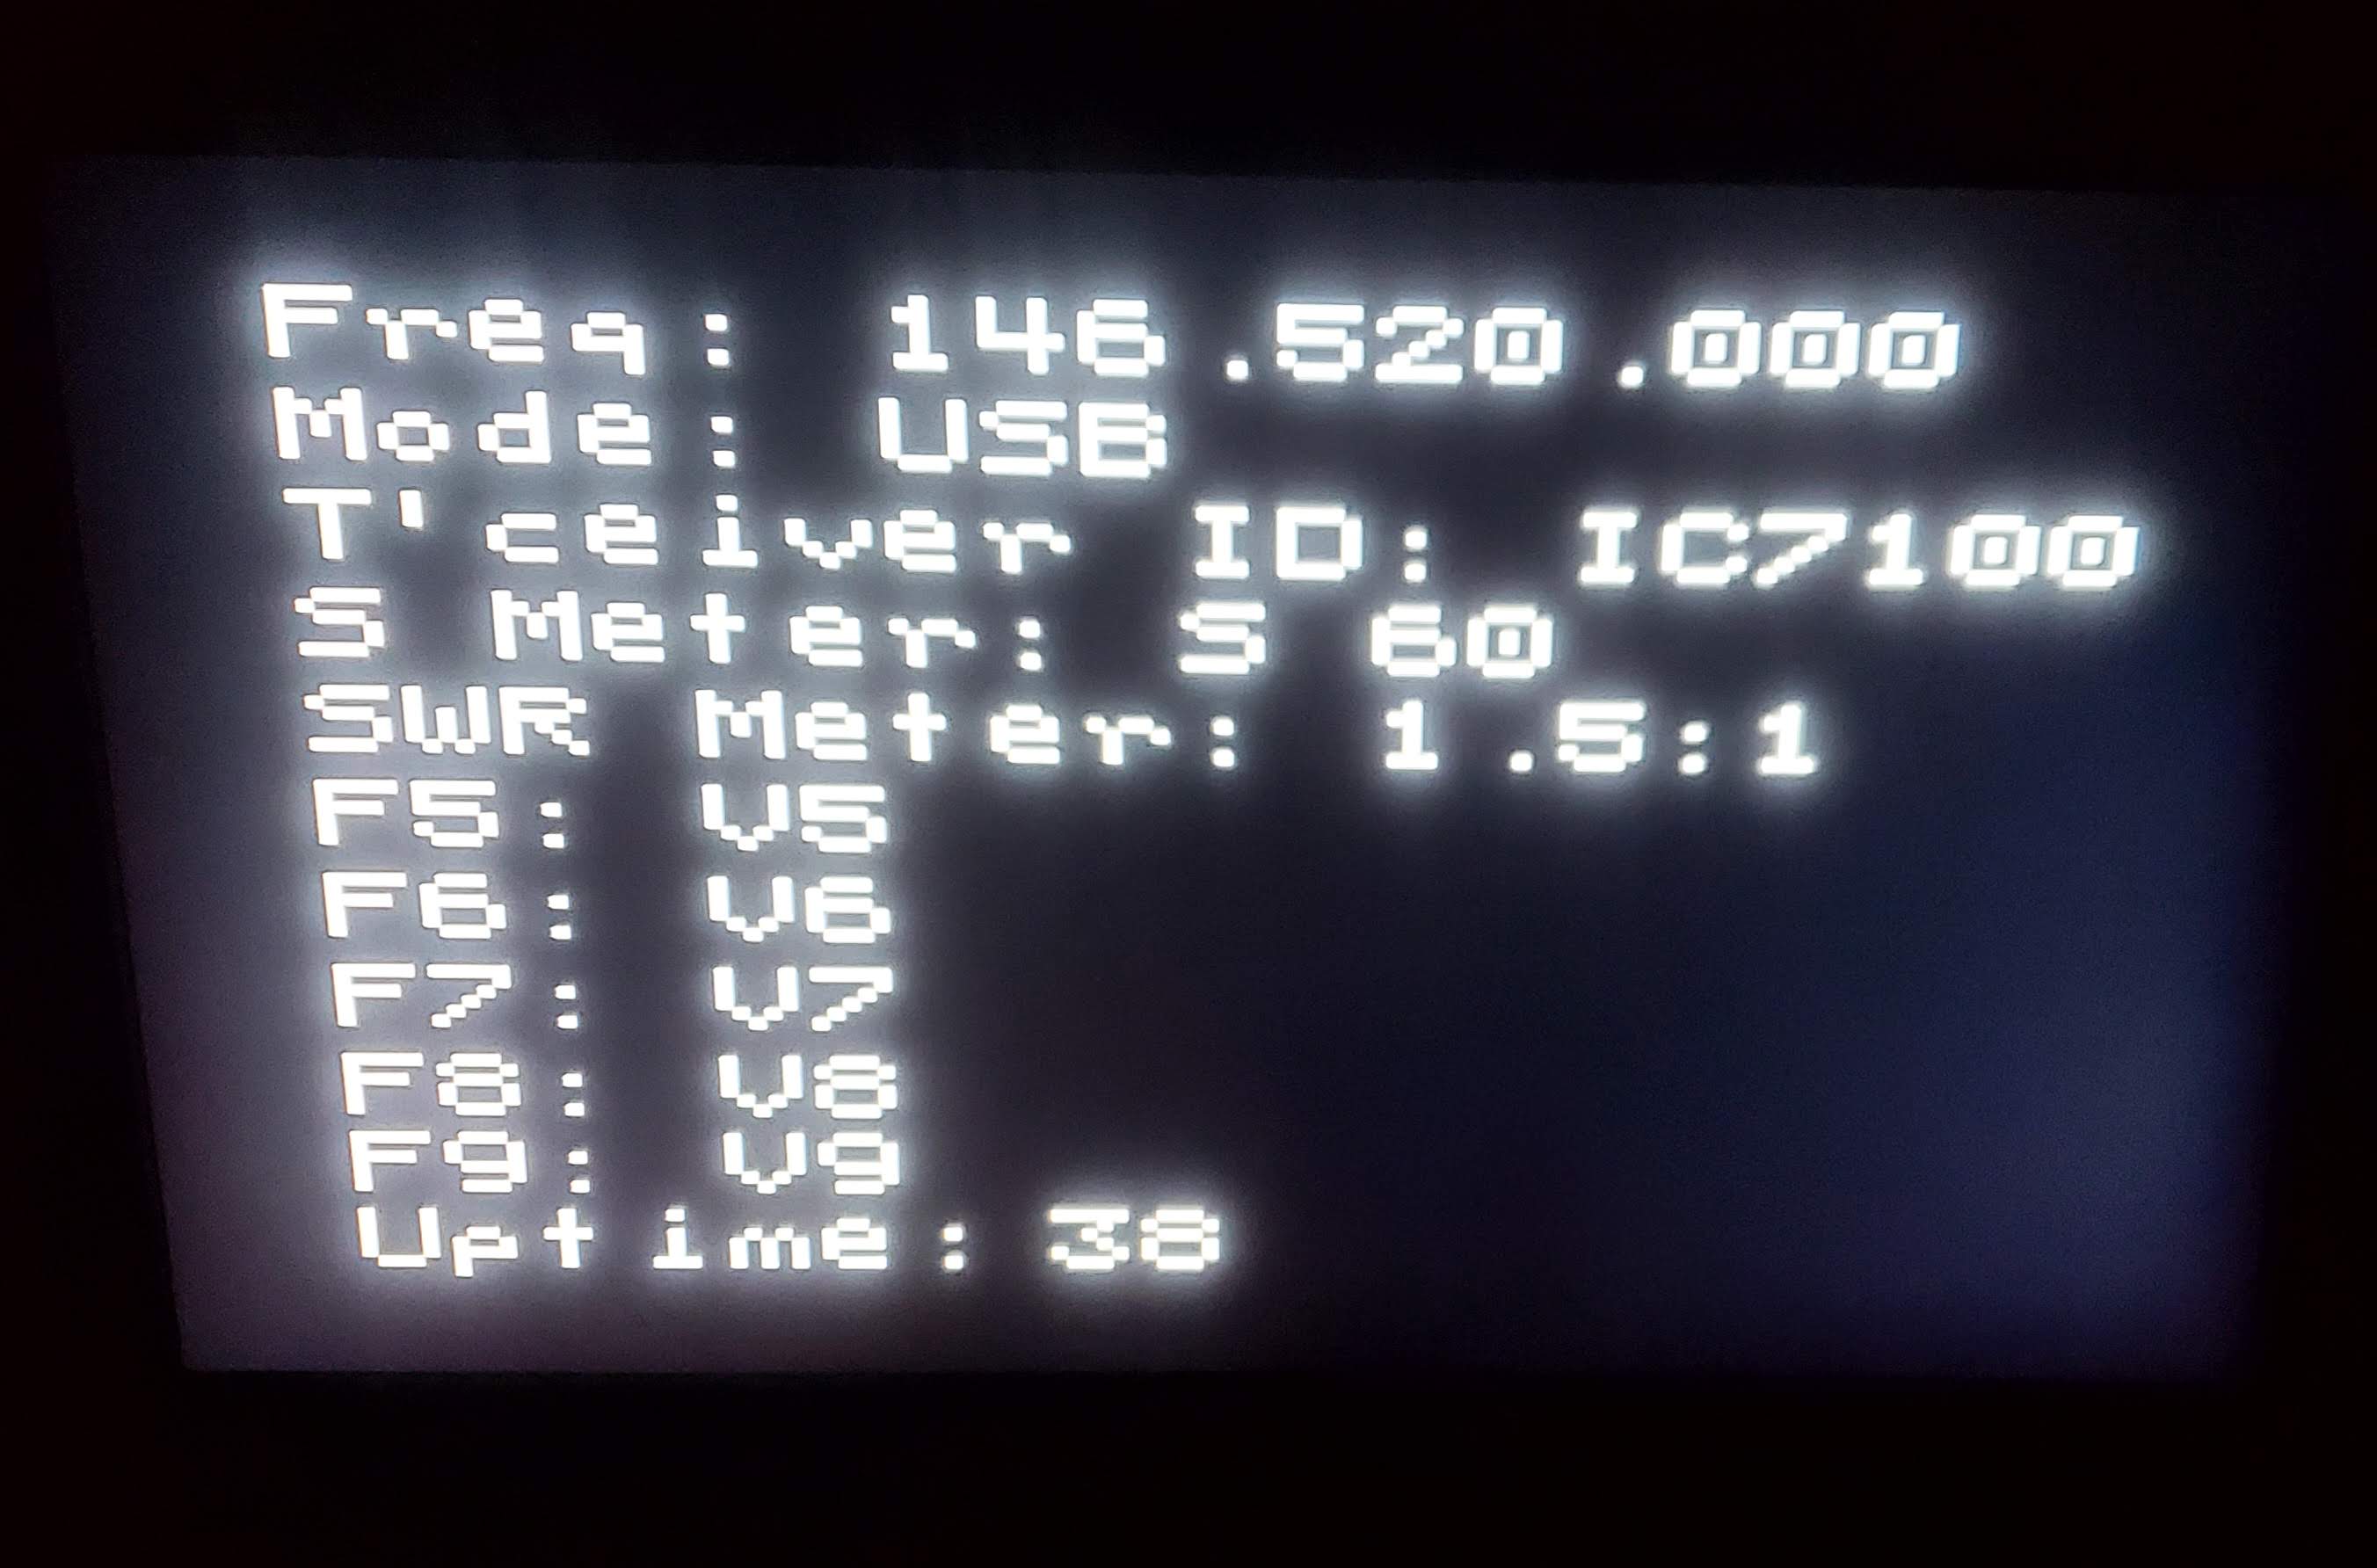 Freq: 146.520.000
Mode: USB
T'ceiver ID: IC7100
S Meter: S 60
SWR Meter: 1.5:1
F5: V5
F6: V6
F7: V7
F8: V8
F9: V9
Uptime: 38